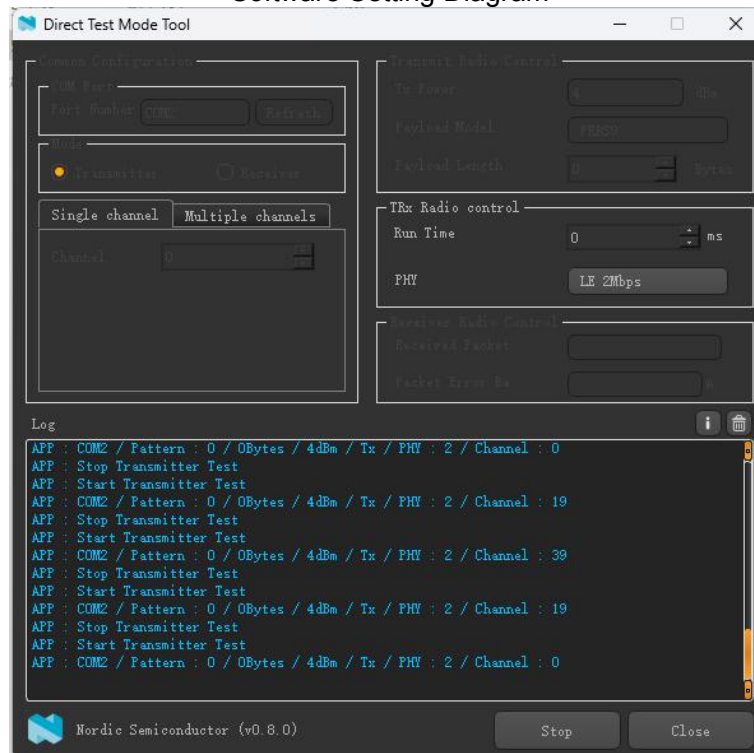 Software Setting Diagram
Direct Test Mode Tool
Common Configuration
COM Port
Port Number COM2 Refresh
Mode
Transmitter Receiver
Single channel Multiple channels
Channel 0
Transmit Radio Control
Tx Power 4 dBm
Payload Model PRBS9
Payload Length 0 Bytes
TRx Radio control
Run Time 0 ms
PHY LE 2Mbps
Receiver Radio Control
Received Packet
Packet Error Ra %
Log
APP : COM2 / Pattern : 0 / 0Bytes / 4dBm / Tx / PHY : 2 / Channel : 0
APP : Stop Transmitter Test
APP : Start Transmitter Test
APP : COM2 / Pattern : 0 / 0Bytes / 4dBm / Tx / PHY : 2 / Channel : 19
APP : Stop Transmitter Test
APP : Start Transmitter Test
APP : COM2 / Pattern : 0 / 0Bytes / 4dBm / Tx / PHY : 2 / Channel : 39
APP : Stop Transmitter Test
APP : Start Transmitter Test
APP : COM2 / Pattern : 0 / 0Bytes / 4dBm / Tx / PHY : 2 / Channel : 19
APP : Stop Transmitter Test
APP : Start Transmitter Test
APP : COM2 / Pattern : 0 / 0Bytes / 4dBm / Tx / PHY : 2 / Channel : 0
Nordic Semiconductor (v0.8.0)
Stop Close